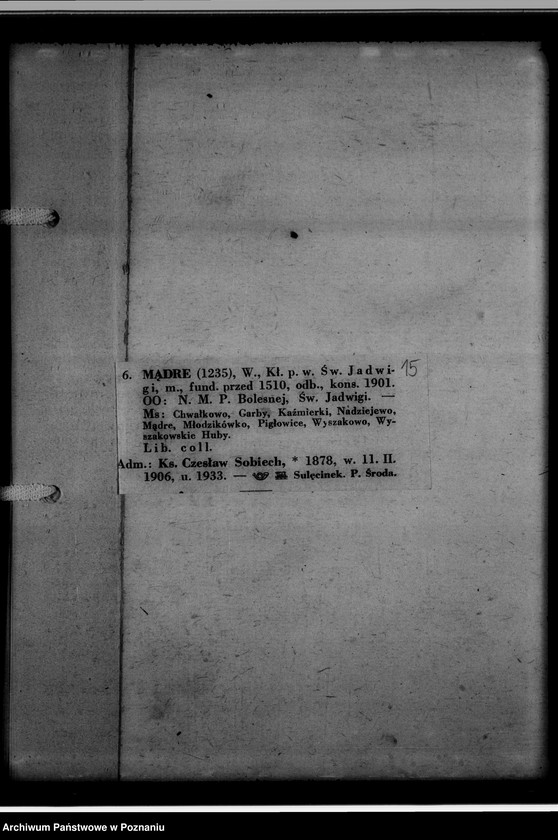 15
6. MĄDRE (1235), W., Kł. p. w. Św. Jadwi-
gi, m., fund. przed 1510, odb., kons. 1901.
OO: N. M. P. Bolesnej, Św. Jadwigi. —
Ms: Chwałkowo, Garby, Kaźmierki, Nadziejewo,
Mądre, Młodzikówko, Pigłowice, Wyszakowo, Wy-
szakowskie Huby.
Lib. coll.
Adm.: Ks. Czesław Sobiech, * 1878, w. 11. II.
1906, u. 1933. — Sulęcinek. P. Środa.
Archiwum Państwowe w Poznaniu